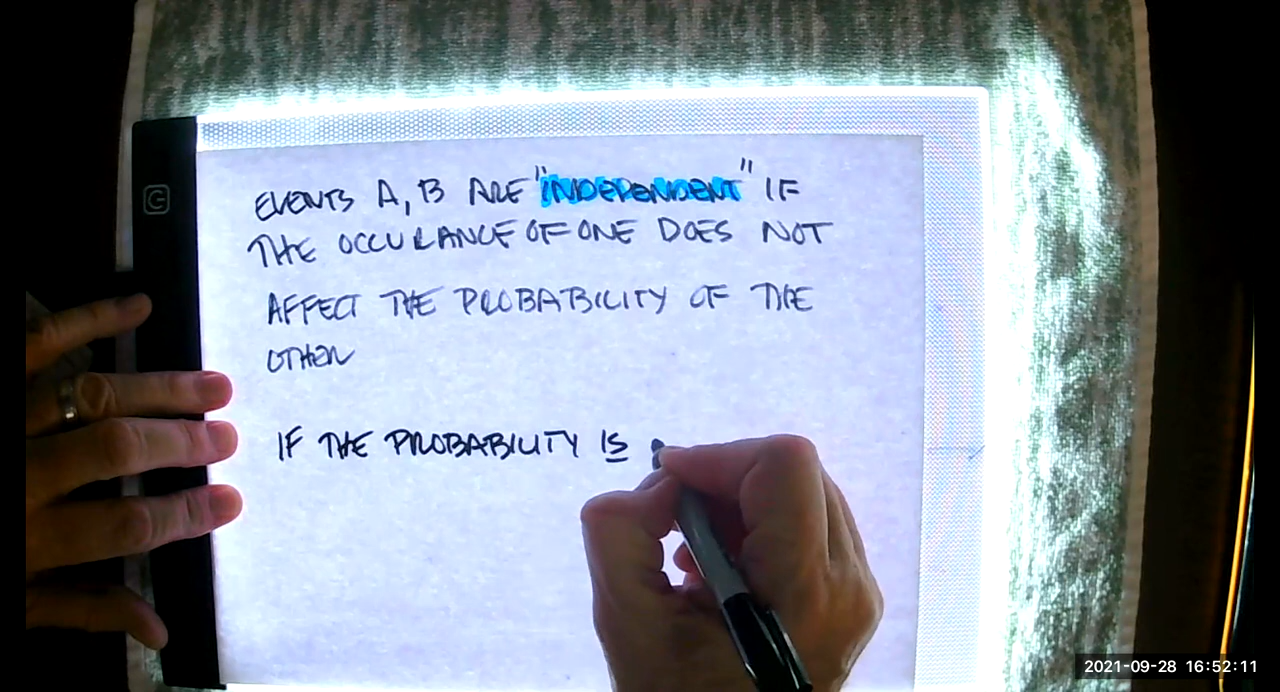 EVENTS A, B ARE "INDEPENDENT" IF
THE OCCURANCE OF ONE DOES NOT
AFFECT THE PROBABILITY OF THE
OTHER
IF THE PROBABILITY IS
2021-09-28 16:52:11